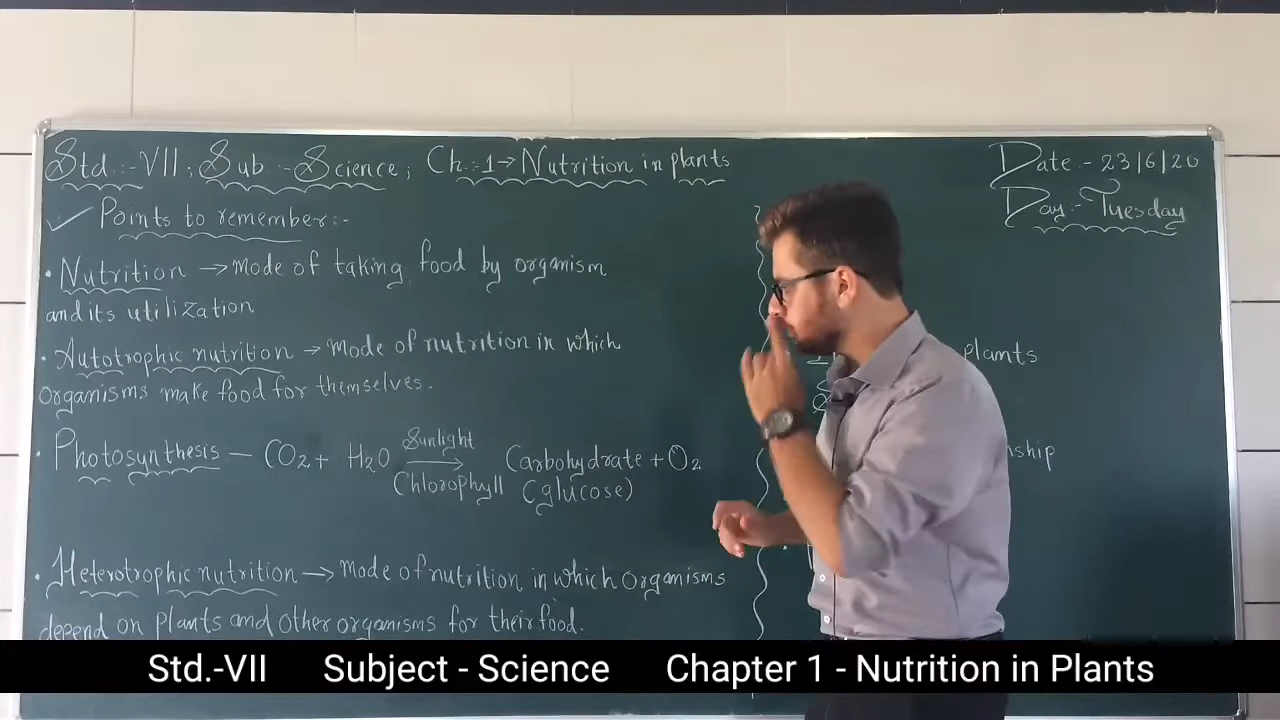 Std.:-VII ; Sub :- Science ; Ch.:1→ Nutrition in plants
Date :- 23/6/20
Day:- Tuesday
✓ Points to remember:-
• Nutrition → Mode of taking food by organism
and its utilization
• Autotrophic nutrition → Mode of nutrition in which
organisms make food for themselves.
• Photosynthesis — CO2 + H2O Sunlight → Chlorophyll Carbohydrate + O2
(glucose)
• Heterotrophic nutrition → Mode of nutrition in which organisms
depend on plants and other organisms for their food.
plants
Std.-VII Subject - Science Chapter 1 - Nutrition in Plants